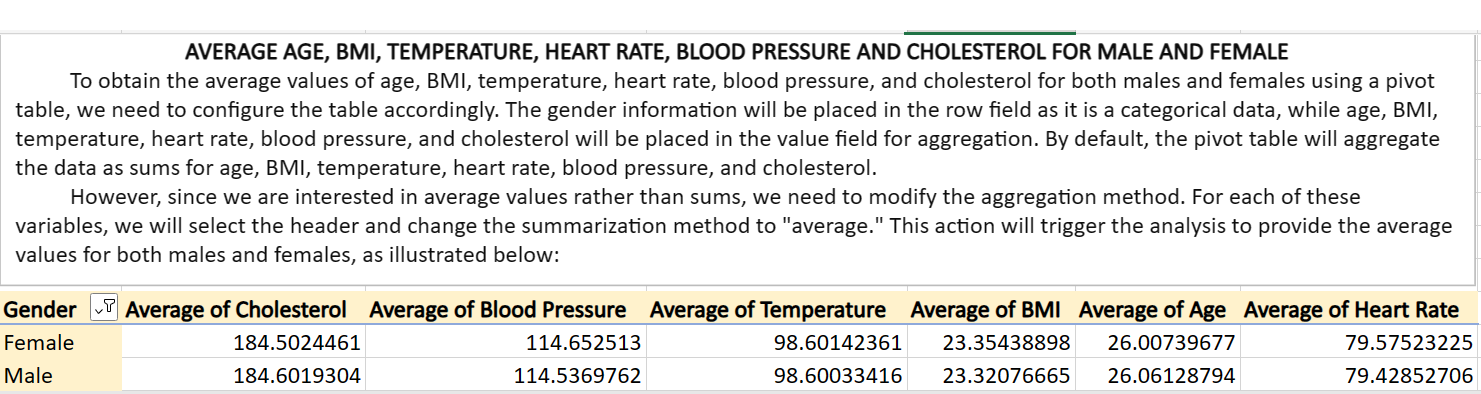 AVERAGE AGE, BMI, TEMPERATURE, HEART RATE, BLOOD PRESSURE AND CHOLESTEROL FOR MALE AND FEMALE
To obtain the average values of age, BMI, temperature, heart rate, blood pressure, and cholesterol for both males and females using a pivot
table, we need to configure the table accordingly. The gender information will be placed in the row field as it is a categorical data, while age, BMI,
temperature, heart rate, blood pressure, and cholesterol will be placed in the value field for aggregation. By default, the pivot table will aggregate
the data as sums for age, BMI, temperature, heart rate, blood pressure, and cholesterol.
However, since we are interested in average values rather than sums, we need to modify the aggregation method. For each of these
variables, we will select the header and change the summarization method to "average." This action will trigger the analysis to provide the average
values for both males and females, as illustrated below:
Gender Average of Cholesterol Average of Blood Pressure Average of Temperature Average of BMI Average of Age Average of Heart Rate
Female 184.5024461 114.652513 98.60142361 23.35438898 26.00739677 79.57523225
Male 184.6019304 114.5369762 98.60033416 23.32076665 26.06128794 79.42852706